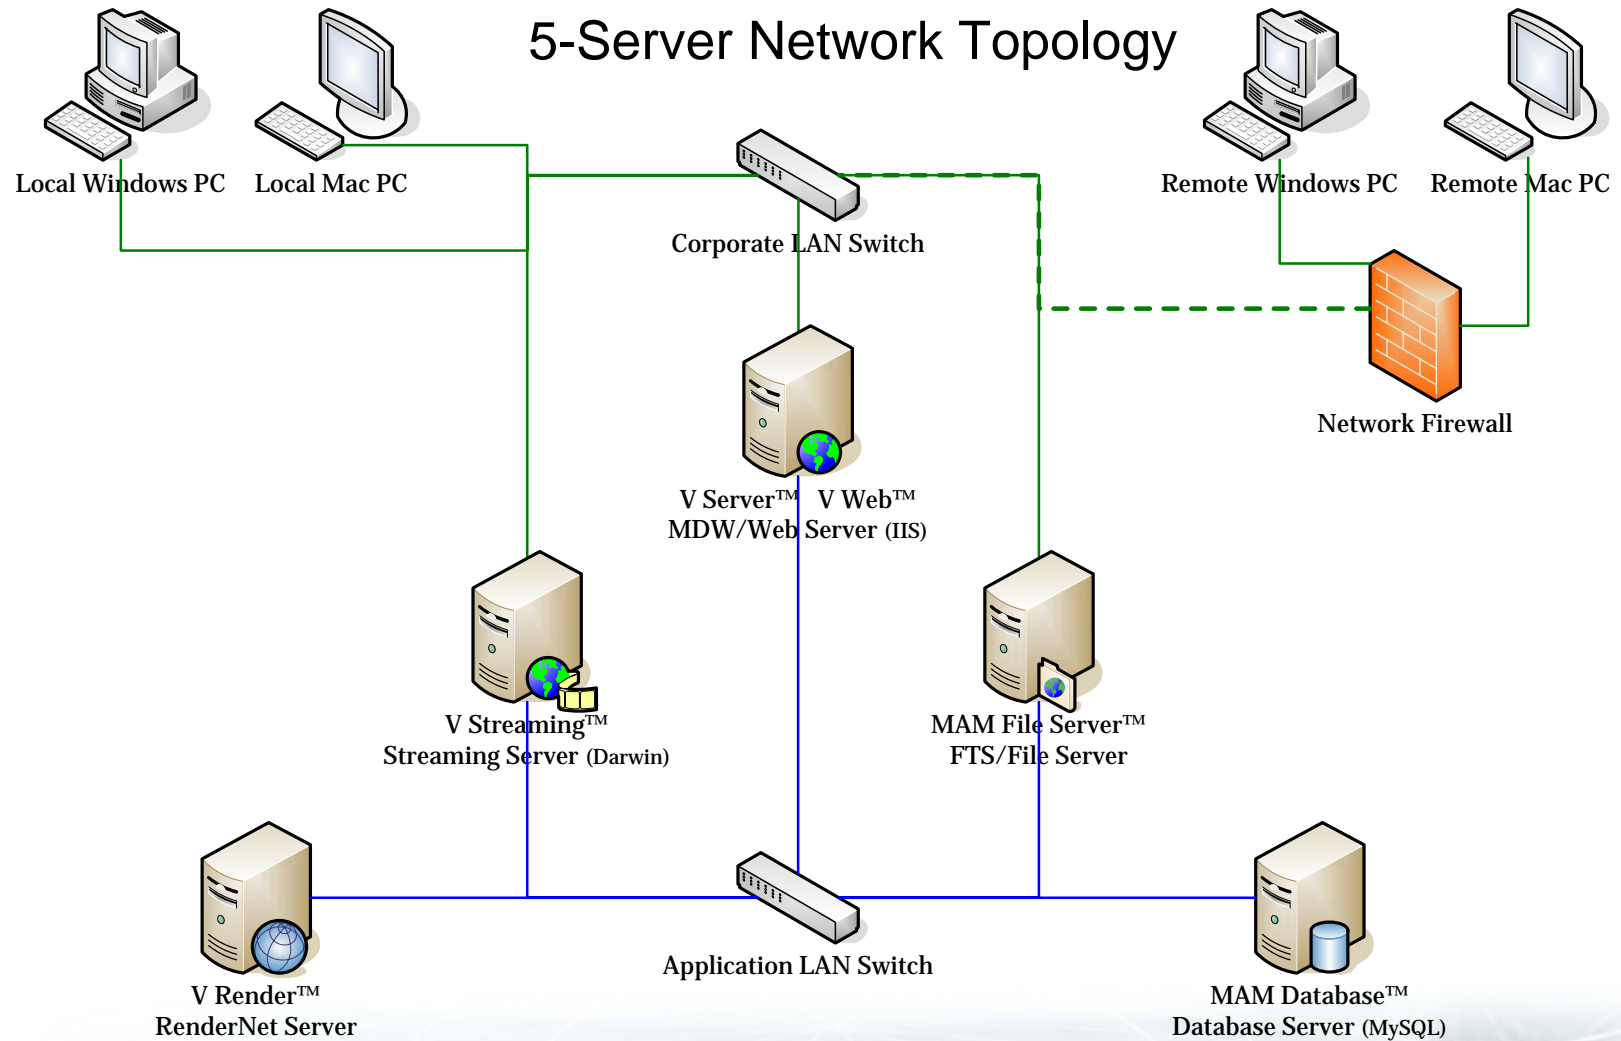 5-Server Network Topology
Local Windows PC
Local Mac PC
Remote Windows PC
Remote Mac PC
Corporate LAN Switch
Network Firewall
V Server™ V Web™
MDW/Web Server (IIS)
V Streaming™
Streaming Server (Darwin)
MAM File Server™
FTS/File Server
Application LAN Switch
V Render™
RenderNet Server
MAM Database™
Database Server (MySQL)